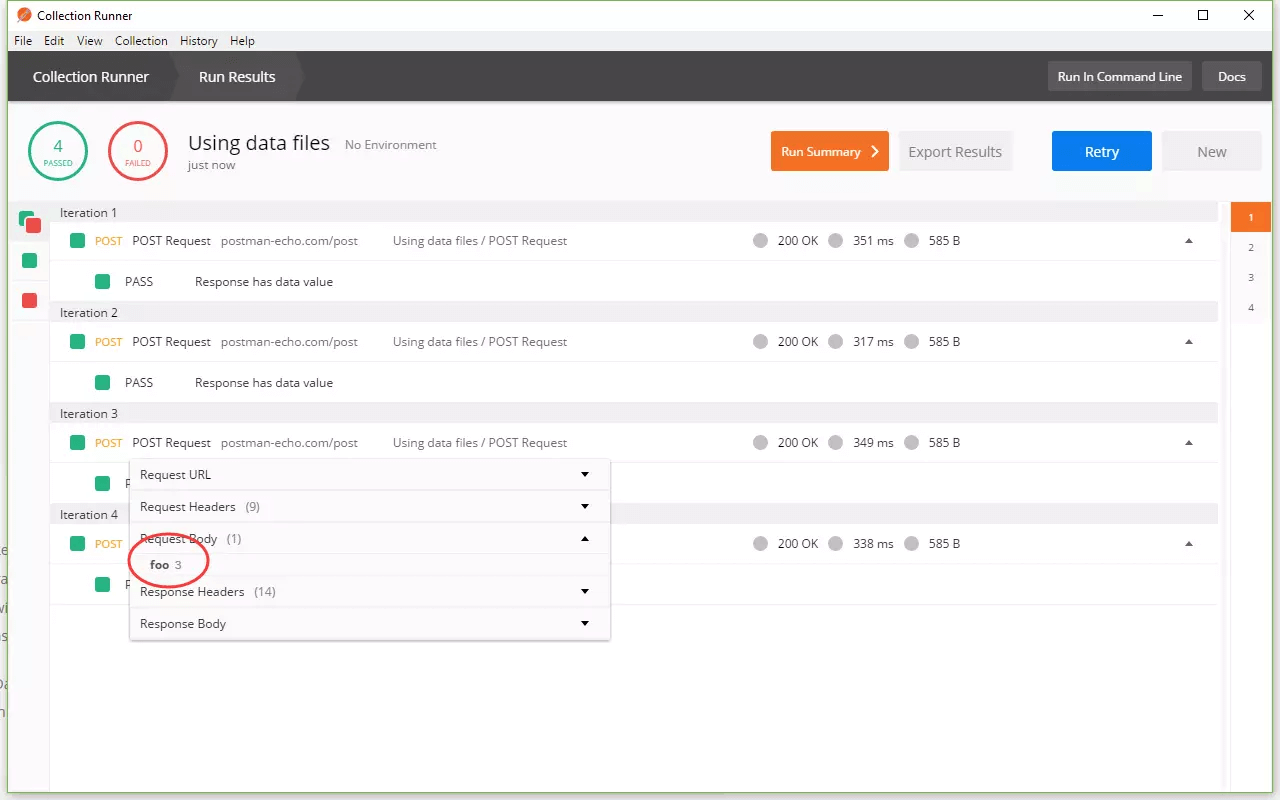 Collection Runner
File Edit View Collection History Help
Collection Runner Run Results Run In Command Line Docs
4 PASSED
0 FAILED
Using data files No Environment
just now
Run Summary Export Results Retry New
Iteration 1
POST POST Request postman-echo.com/post Using data files / POST Request 200 OK 351 ms 585 B
PASS Response has data value
Iteration 2
POST POST Request postman-echo.com/post Using data files / POST Request 200 OK 317 ms 585 B
PASS Response has data value
Iteration 3
POST POST Request postman-echo.com/post Using data files / POST Request 200 OK 349 ms 585 B
Request URL
Request Headers (9)
Iteration 4
Request Body (1)
POST 200 OK 338 ms 585 B
foo 3
Response Headers (14)
Response Body
1
2
3
4